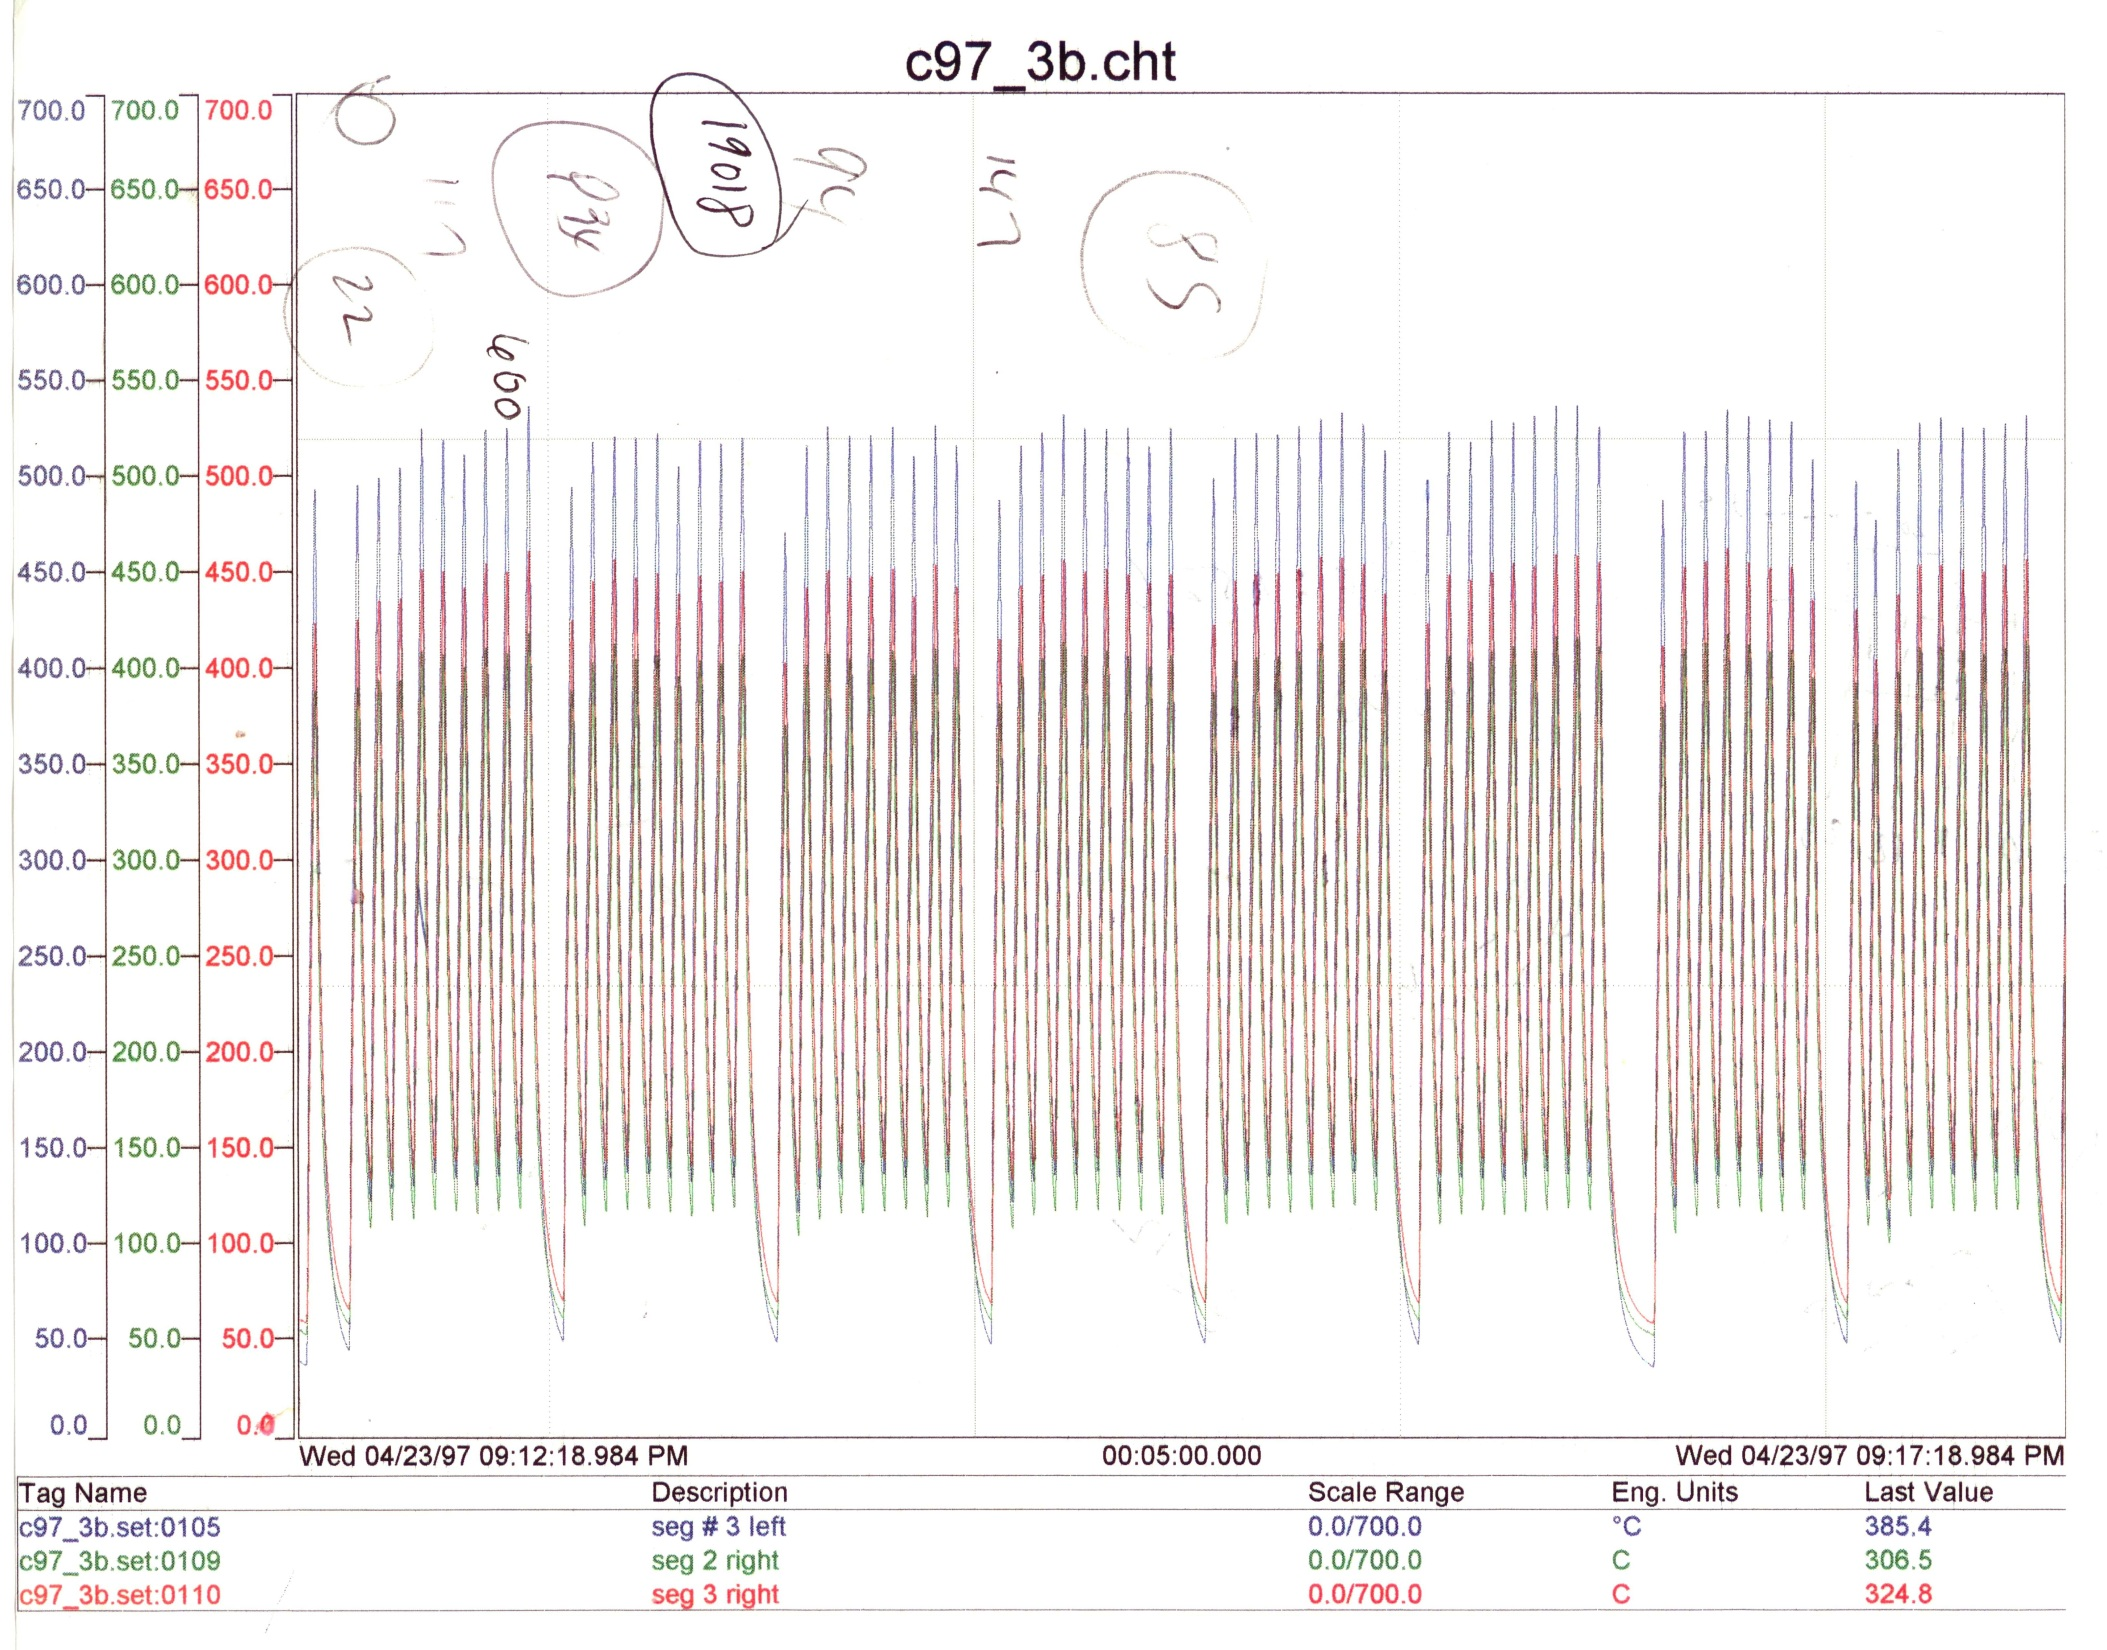 c97_3b.cht
700.0 700.0 700.0
650.0 650.0 650.0
600.0 600.0 600.0
550.0 550.0 550.0
500.0 500.0 500.0
450.0 450.0 450.0
400.0 400.0 400.0
350.0 350.0 350.0
300.0 300.0 300.0
250.0 250.0 250.0
200.0 200.0 200.0
150.0 150.0 150.0
100.0 100.0 100.0
50.0 50.0 50.0
0.0 0.0 0.0
19018
147
85
22
600
Wed 04/23/97 09:12:18.984 PM 00:05:00.000 Wed 04/23/97 09:17:18.984 PM
Tag Name Description Scale Range Eng. Units Last Value
c97_3b.set:0105 seg # 3 left 0.0/700.0 °C 385.4
c97_3b.set:0109 seg 2 right 0.0/700.0 C 306.5
c97_3b.set:0110 seg 3 right 0.0/700.0 C 324.8